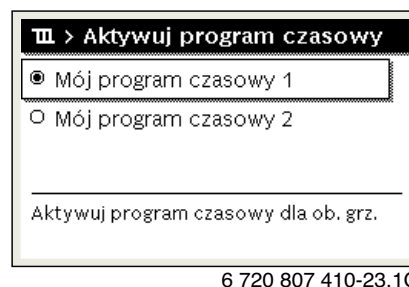 > Aktywuj program czasowy
Mój program czasowy 1
Mój program czasowy 2
Aktywuj program czasowy dla ob. grz.
6 720 807 410-23.1O